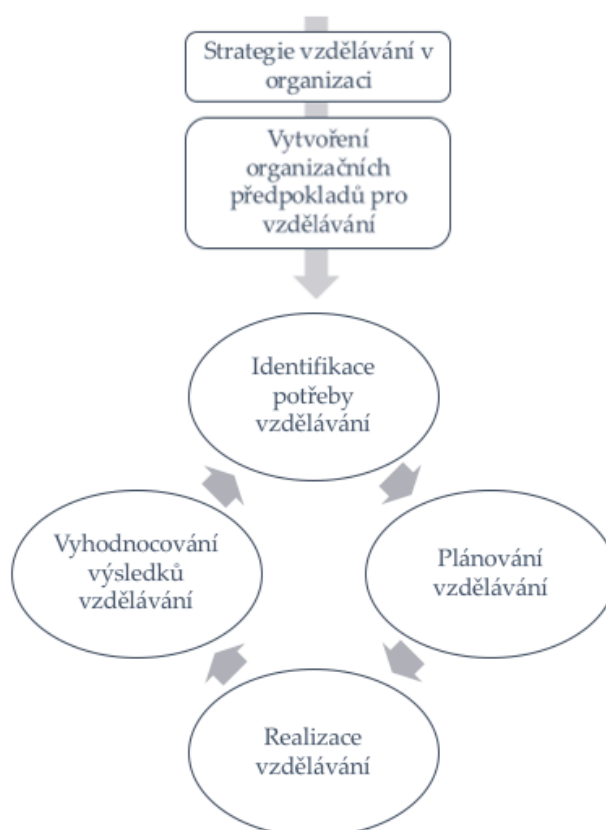 Strategie vzdělávání v
organizaci
Vytvoření
organizačních
předpokladů pro
vzdělávání
Identifikace
potřeby
vzdělávání
Vyhodnocování
výsledků
vzdělávání
Plánování
vzdělávání
Realizace
vzdělávání